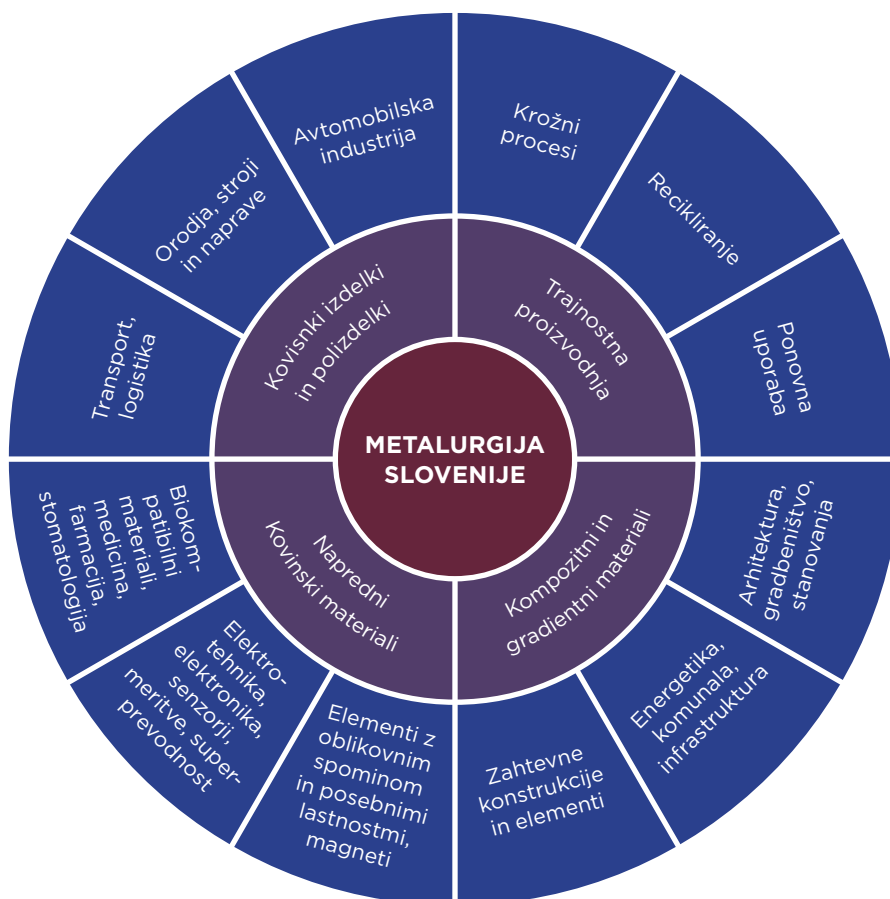 METALURGIJA
SLOVENIJE
Trajnostna
proizvodnja
Kompozitni in
gradientni materiali
Napredni
Kovinski materiali
Kovisnki izdelki
in polizdelki
Krožni
procesi
Recikliranje
Ponovna
uporaba
Arhitektura,
gradbeništvo,
stanovanja
Energetika,
komunala,
infrastruktura
Zahtevne
konstrukcije
in elementi
Elementi z
oblikovnim
spominom
in posebnimi
lastnostmi,
magneti
Elektro-
tehnika,
elektronika,
senzorji,
meritve, super-
prevodnost
Biokom-
patibilni
materiali,
medicina,
farmacija,
stomatologija
Transport,
logistika
Orodja, stroji
in naprave
Avtomobilska
industrija